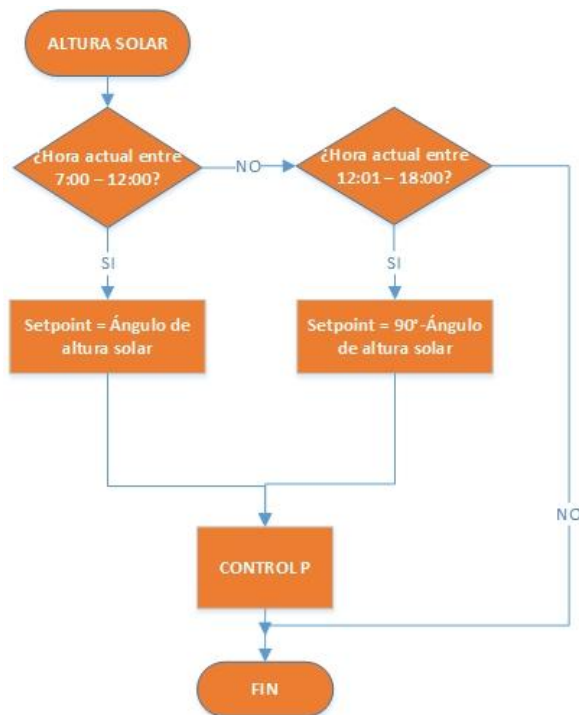 ALTURA SOLAR
¿Hora actual entre
7:00 – 12:00?
NO
¿Hora actual entre
12:01 – 18:00?
SI
SI
Setpoint = Ángulo de
altura solar
Setpoint = 90°-Ángulo
de altura solar
NO
CONTROL P
FIN